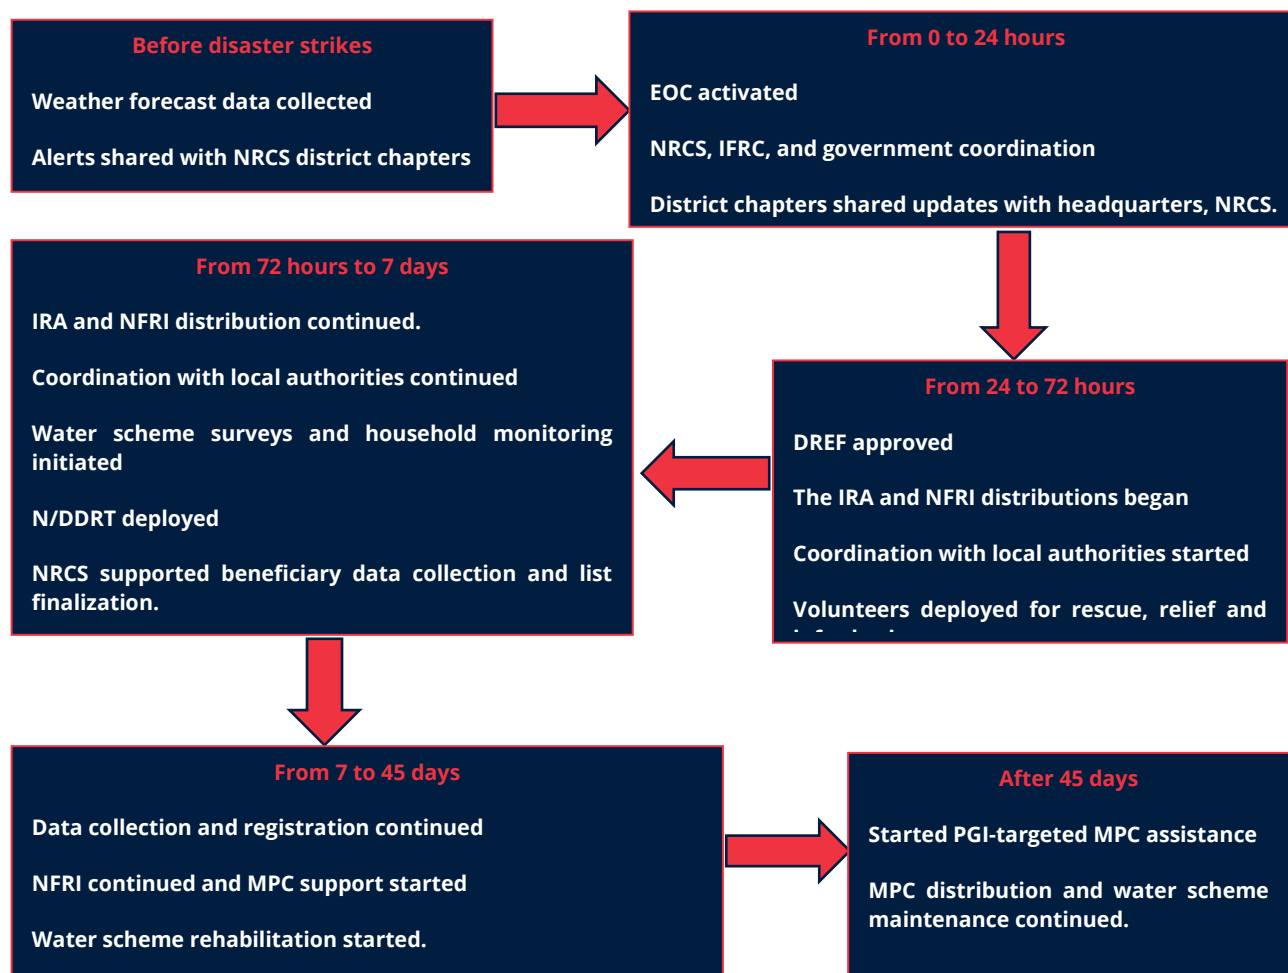 Before disaster strikes
Weather forecast data collected
Alerts shared with NRCS district chapters
From 0 to 24 hours
EOC activated
NRCS, IFRC, and government coordination
District chapters shared updates with headquarters, NRCS.
From 24 to 72 hours
DREF approved
The IRA and NFRI distributions began
Coordination with local authorities started
Volunteers deployed for rescue, relief and
From 72 hours to 7 days
IRA and NFRI distribution continued.
Coordination with local authorities continued
Water scheme surveys and household monitoring
initiated
N/DDRT deployed
NRCS supported beneficiary data collection and list
finalization.
From 7 to 45 days
Data collection and registration continued
NFRI continued and MPC support started
Water scheme rehabilitation started.
After 45 days
Started PGI-targeted MPC assistance
MPC distribution and water scheme
maintenance continued.